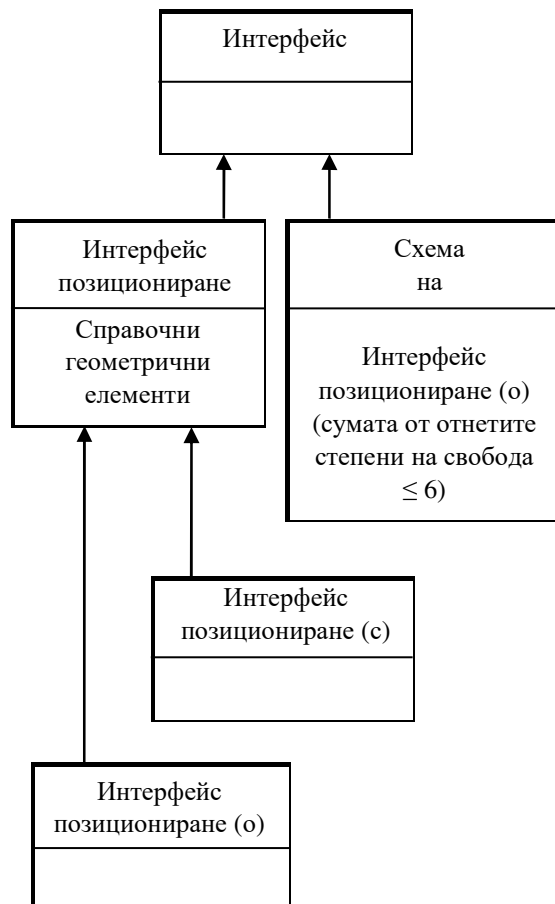 Интерфейс
Интерфейс
позициониране
Справочни
геометрични
елементи
Схема
на
Интерфейс
позициониране (о)
(сумата от отнетите
степени на свобода
≤ 6)
Интерфейс
позициониране (с)
Интерфейс
позициониране (о)